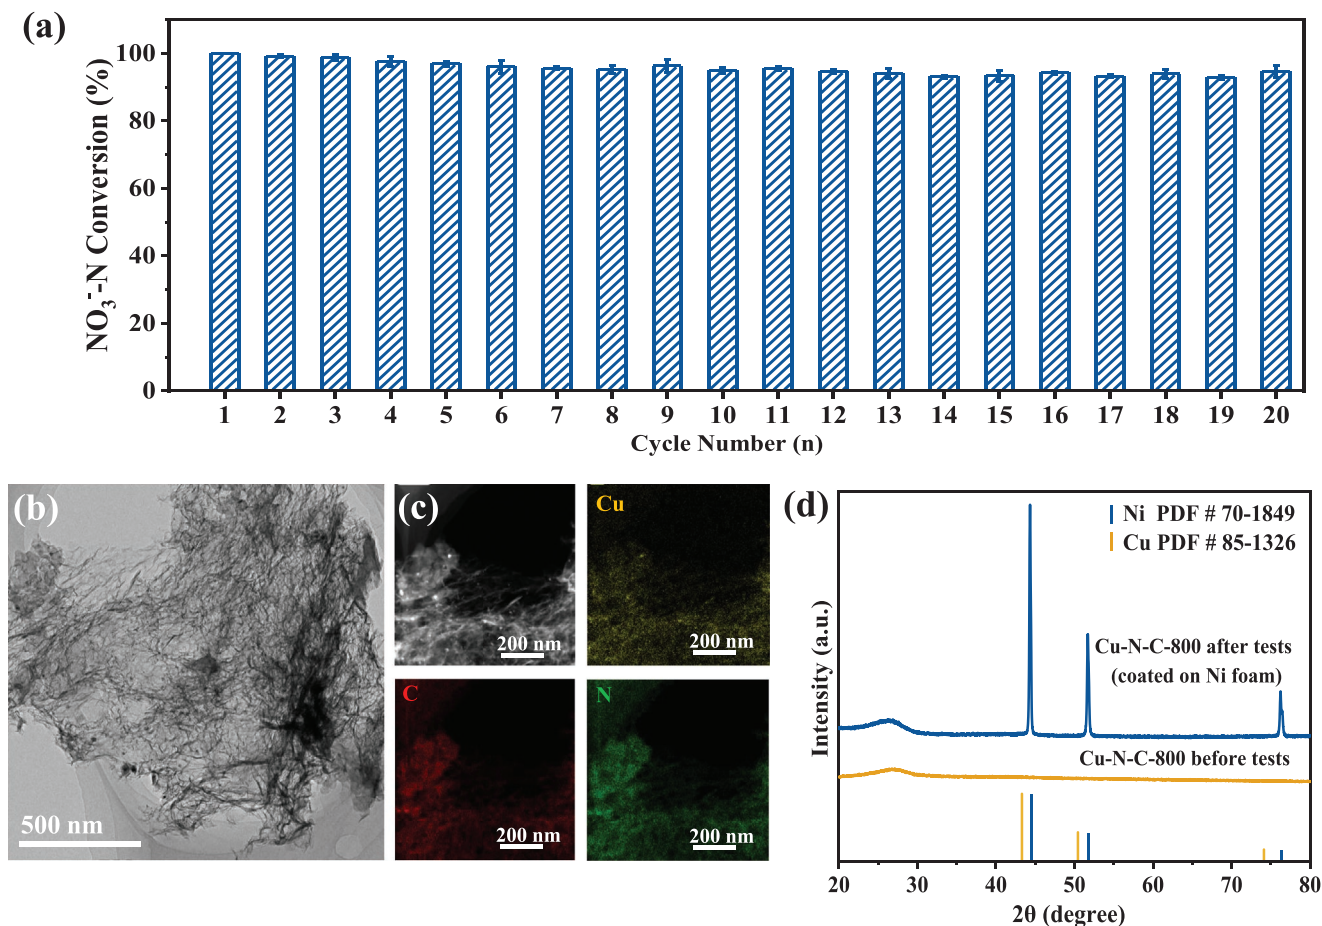 (a)
NO₃⁻-N Conversion (%)
100
80
60
40
20
0
1 2 3 4 5 6 7 8 9 10 11 12 13 14 15 16 17 18 19 20
Cycle Number (n)
(b)
500 nm
(c)
200 nm
Cu
200 nm
C
200 nm
N
200 nm
(d)
Intensity (a.u.)
Ni PDF # 70-1849
Cu PDF # 85-1326
Cu-N-C-800 after tests
(coated on Ni foam)
Cu-N-C-800 before tests
20 30 40 50 60 70 80
2θ (degree)